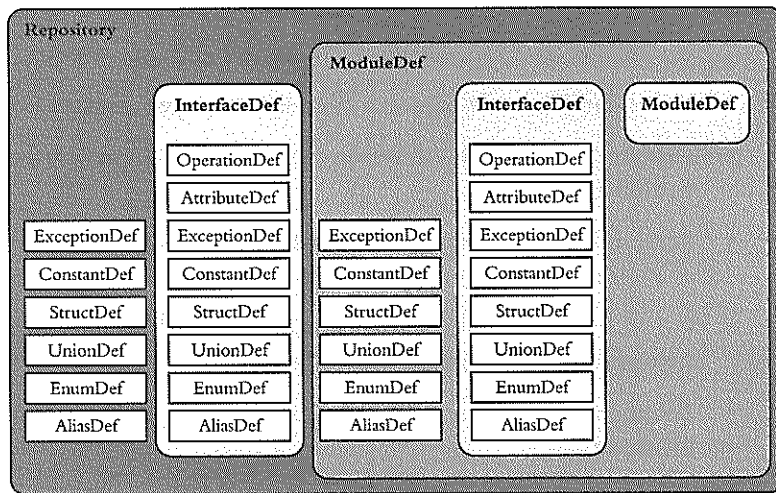 Repository
ModuleDef
InterfaceDef
InterfaceDef
ModuleDef
OperationDef
OperationDef
AttributeDef
AttributeDef
ExceptionDef
ExceptionDef
ExceptionDef
ExceptionDef
ConstantDef
ConstantDef
ConstantDef
ConstantDef
StructDef
StructDef
StructDef
StructDef
UnionDef
UnionDef
UnionDef
UnionDef
EnumDef
EnumDef
EnumDef
EnumDef
AliasDef
AliasDef
AliasDef
AliasDef